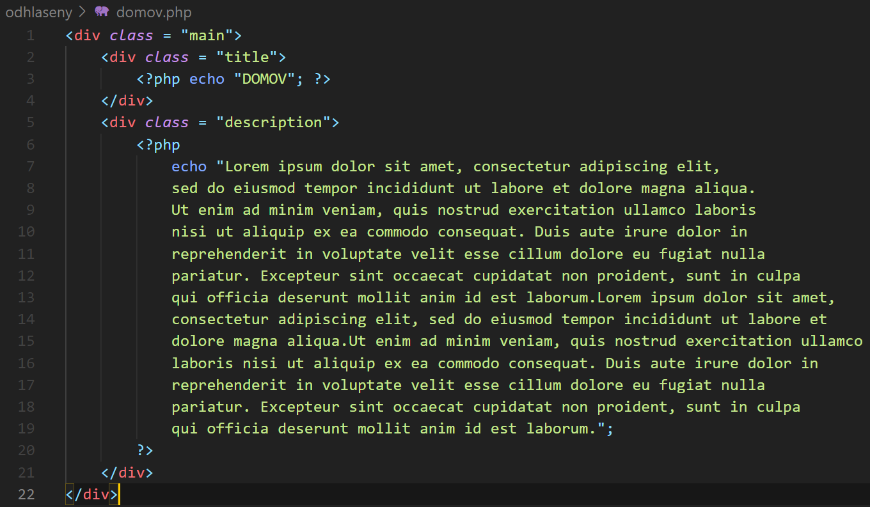 odhlaseny > domov.php
1 <div class = "main">
2 <div class = "title">
3 <?php echo "DOMOV"; ?>
4 </div>
5 <div class = "description">
6 <?php
7 echo "Lorem ipsum dolor sit amet, consectetur adipiscing elit,
8 sed do eiusmod tempor incididunt ut labore et dolore magna aliqua.
9 Ut enim ad minim veniam, quis nostrud exercitation ullamco laboris
10 nisi ut aliquip ex ea commodo consequat. Duis aute irure dolor in
11 reprehenderit in voluptate velit esse cillum dolore eu fugiat nulla
12 pariatur. Excepteur sint occaecat cupidatat non proident, sunt in culpa
13 qui officia deserunt mollit anim id est laborum.Lorem ipsum dolor sit amet,
14 consectetur adipiscing elit, sed do eiusmod tempor incididunt ut labore et
15 dolore magna aliqua.Ut enim ad minim veniam, quis nostrud exercitation ullamco
16 laboris nisi ut aliquip ex ea commodo consequat. Duis aute irure dolor in
17 reprehenderit in voluptate velit esse cillum dolore eu fugiat nulla
18 pariatur. Excepteur sint occaecat cupidatat non proident, sunt in culpa
19 qui officia deserunt mollit anim id est laborum.";
20 ?>
21 </div>
22 </div>